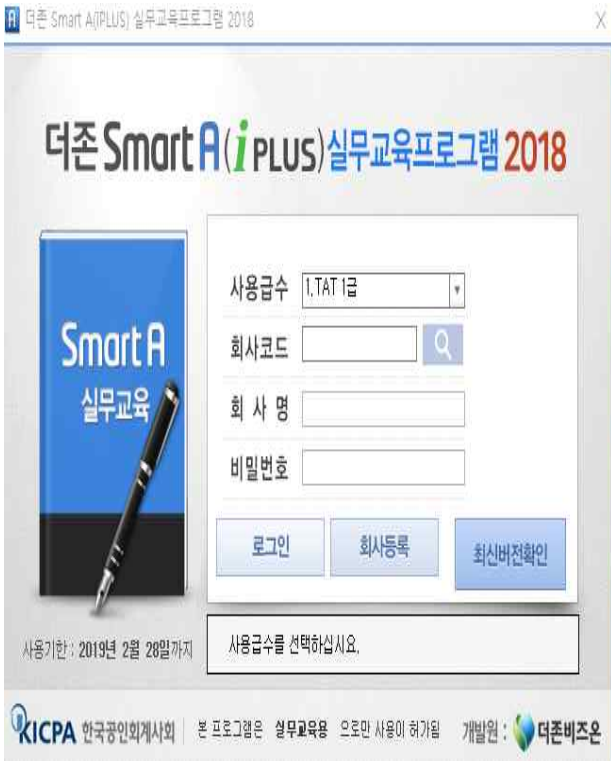 더존 Smart A(iPLUS) 실무교육프로그램 2018
더존 Smart A (i PLUS) 실무교육프로그램 2018
Smart A
실무교육
사용급수 1.TAT 1급
회사코드
회 사 명
비밀번호
로그인 회사등록 최신버전확인
사용기한 : 2019년 2월 28일까지
사용급수를 선택하십시요.
KICPA 한국공인회계사회 본 프로그램은 실무교육용 으로만 사용이 허가됨 개발원 : 더존비즈온